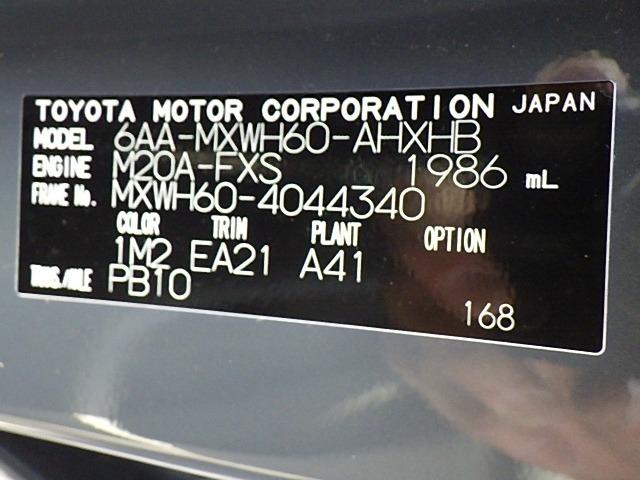 TOYOTA MOTOR CORPORATION JAPAN
MODEL 6AA-MXWH60-AHXHB
ENGINE M20A-FXS 1986 mL
FRAME No. MXWH60-4044340
COLOR TRIM PLANT OPTION
1M2 EA21 A41
TRANS./AXLE PBT0
168